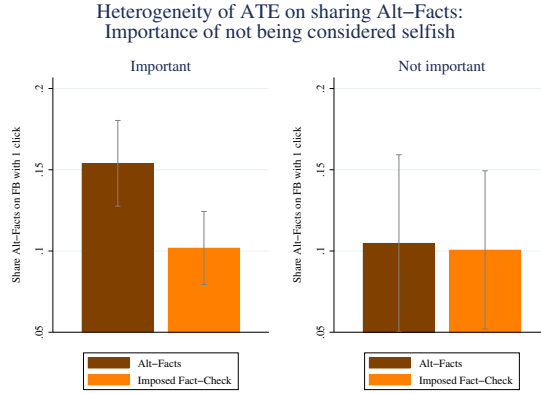 Heterogeneity of ATE on sharing Alt−Facts:
Importance of not being considered selfish
Important
Share Alt−Facts on FB with 1 click
.2
.15
.1
.05
Alt−Facts
Imposed Fact−Check
Not important
Share Alt−Facts on FB with 1 click
.2
.15
.1
.05
Alt−Facts
Imposed Fact−Check